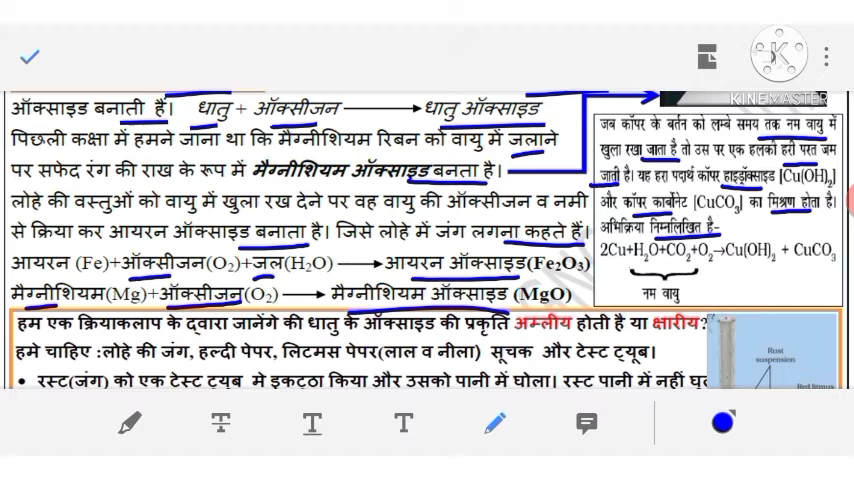 ऑक्साइड बनाती है। धातु + ऑक्सीजन ⟶ धातु ऑक्साइड
पिछली कक्षा में हमने जाना था कि मैग्नीशियम रिबन को वायु में जलाने
पर सफेद रंग की राख के रूप में मैग्नीशियम ऑक्साइड बनता है।
लोहे की वस्तुओं को वायु में खुला रख देने पर वह वायु की ऑक्सीजन व नमी
से क्रिया कर आयरन ऑक्साइड बनाता है। जिसे लोहे में जंग लगना कहते हैं।
आयरन (Fe)+ऑक्सीजन(O₂)+जल(H₂O) ⟶ आयरन ऑक्साइड(Fe₂O₃)
मैग्नीशियम(Mg)+ऑक्सीजन(O₂) ⟶ मैग्नीशियम ऑक्साइड (MgO)
हम एक क्रियाकलाप के द्वारा जानेंगे की धातु के ऑक्साइड की प्रकृति अम्लीय होती है या क्षारीय?
हमे चाहिए :लोहे की जंग, हल्दी पेपर, लिटमस पेपर(लाल व नीला) सूचक और टेस्ट ट्यूब।
• रस्ट(जंग) को एक टेस्ट ट्यूब मे इकट्ठा किया और उसको पानी में घोला। रस्ट पानी में नहीं
KINEMASTER
जब कॉपर के बर्तन को लम्बे समय तक नम वायु में
खुला रखा जाता है तो उस पर एक हलकी हरी परत जम
जाती है। यह हरा पदार्थ कॉपर हाइड्रॉक्साइड [Cu(OH)₂]
और कॉपर कार्बोनेट [CuCO₃] का मिश्रण होता है।
अभिक्रिया निम्नलिखित है-
2Cu+H₂O+CO₂+O₂→Cu(OH)₂ + CuCO₃
नम वायु
Rust
suspension
Red litmus